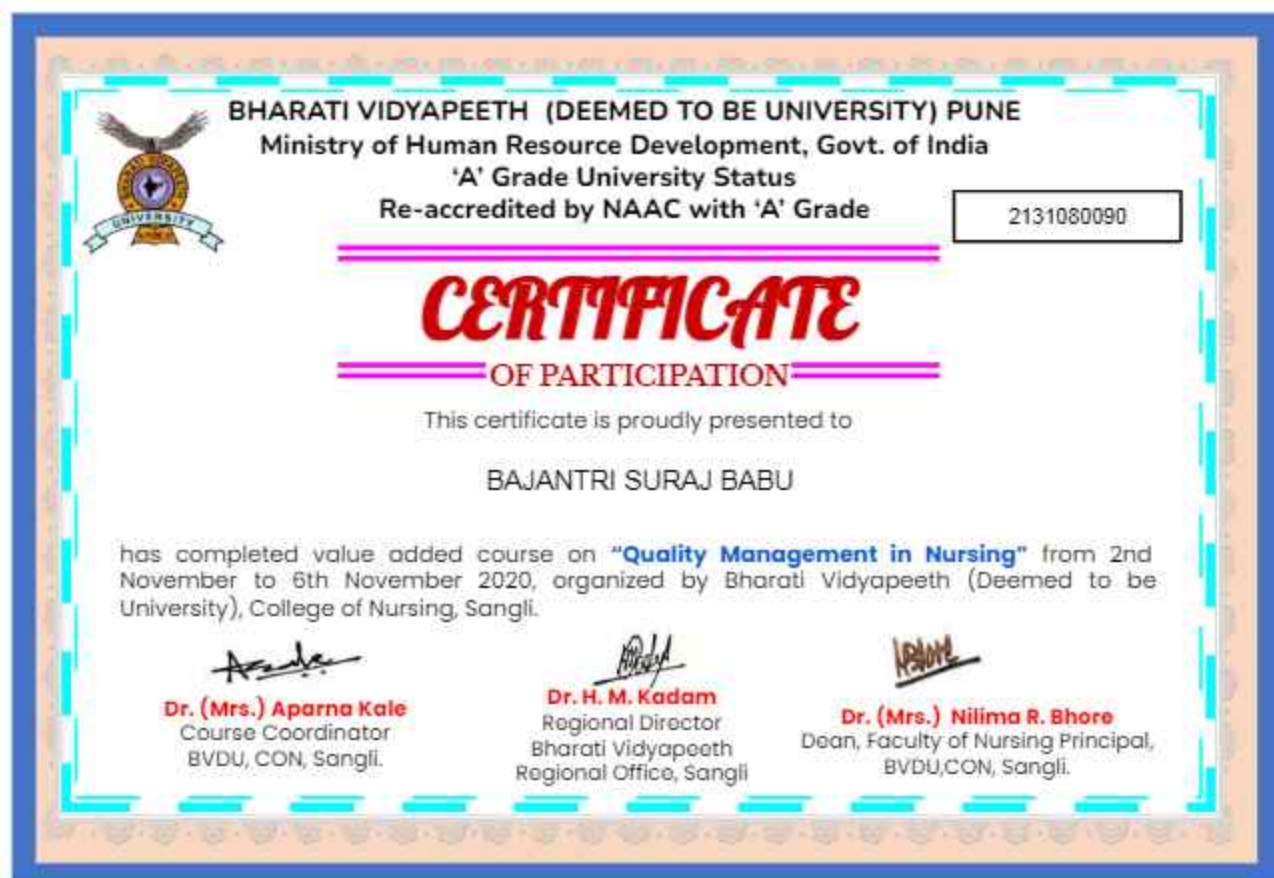 BHARATI VIDYAPEETH (DEEMED TO BE UNIVERSITY) PUNE
Ministry of Human Resource Development, Govt. of India
‘A’ Grade University Status
Re-accredited by NAAC with ‘A’ Grade
2131080090
BHARATI VIDYAPEETH
UNIVERSITY
CERTIFICATE
OF PARTICIPATION
This certificate is proudly presented to
BAJANTRI SURAJ BABU
has completed value added course on “Quality Management in Nursing” from 2nd
November to 6th November 2020, organized by Bharati Vidyapeeth (Deemed to be
University), College of Nursing, Sangli.
Dr. (Mrs.) Aparna Kale
Course Coordinator
BVDU, CON, Sangli.
Dr. H. M. Kadam
Regional Director
Bharati Vidyapeeth
Regional Office, Sangli
Dr. (Mrs.) Nilima R. Bhore
Dean, Faculty of Nursing Principal,
BVDU,CON, Sangli.